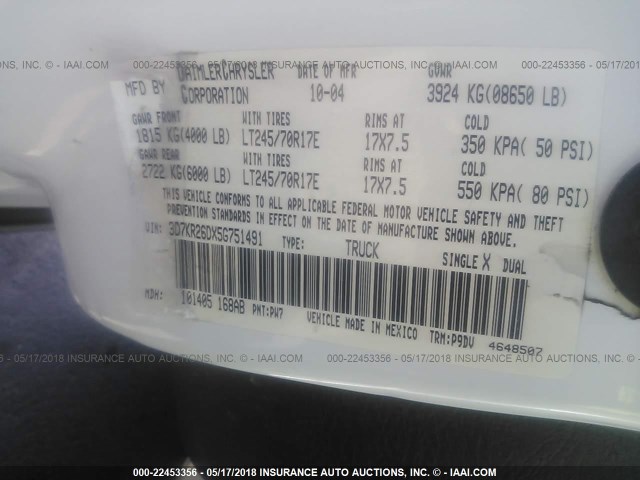 000-22453356 - 05/17/2018 INSURANCE AUTO AUCTIONS - © - IAAI.com
MFD BY DAIMLERCHRYSLER CORPORATION DATE OF MFR 10-04 GVWR 3924 KG(08650 LB)
GAWR FRONT WITH TIRES RIMS AT COLD
1815 KG(4000 LB) LT245/70R17E 17X7.5 350 KPA( 50 PSI)
GAWR REAR WITH TIRES RIMS AT COLD
2722 KG(6000 LB) LT245/70R17E 17X7.5 550 KPA( 80 PSI)
THIS VEHICLE CONFORMS TO ALL APPLICABLE FEDERAL MOTOR VEHICLE SAFETY AND THEFT
PREVENTION STANDARDS IN EFFECT ON THE DATE OF MANUFACTURE SHOWN ABOVE.
3D7KR26DX5G751491 TYPE: TRUCK SINGLE X DUAL
MDH: 101405 168AB PNT:PW7 VEHICLE MADE IN MEXICO TRM:P9DV 4648507
000-22453356 - 05/17/2018 INSURANCE AUTO AUCTIONS - © - IAAI.com
000-22453356 - 05/17/2018 INSURANCE AUTO AUCTIONS - © - IAAI.com